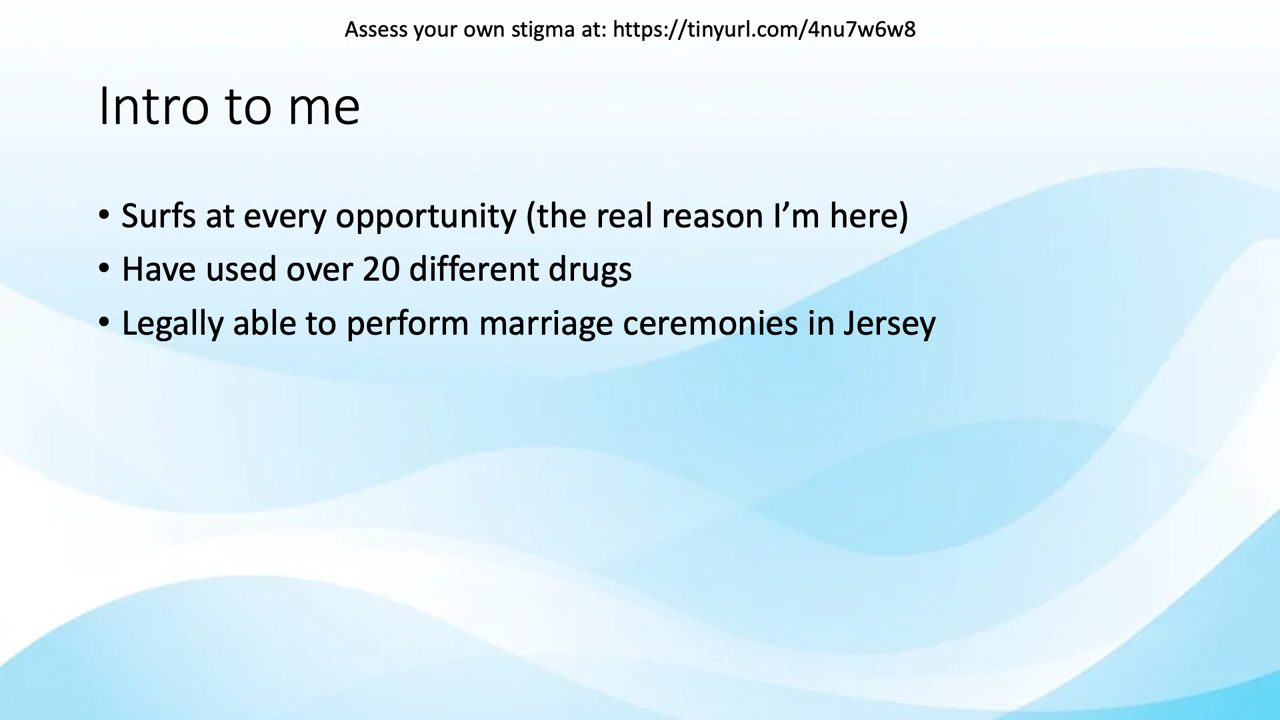 Assess your own stigma at: https://tinyurl.com/4nu7w6w8
Intro to me
• Surfs at every opportunity (the real reason I’m here)
• Have used over 20 different drugs
• Legally able to perform marriage ceremonies in Jersey